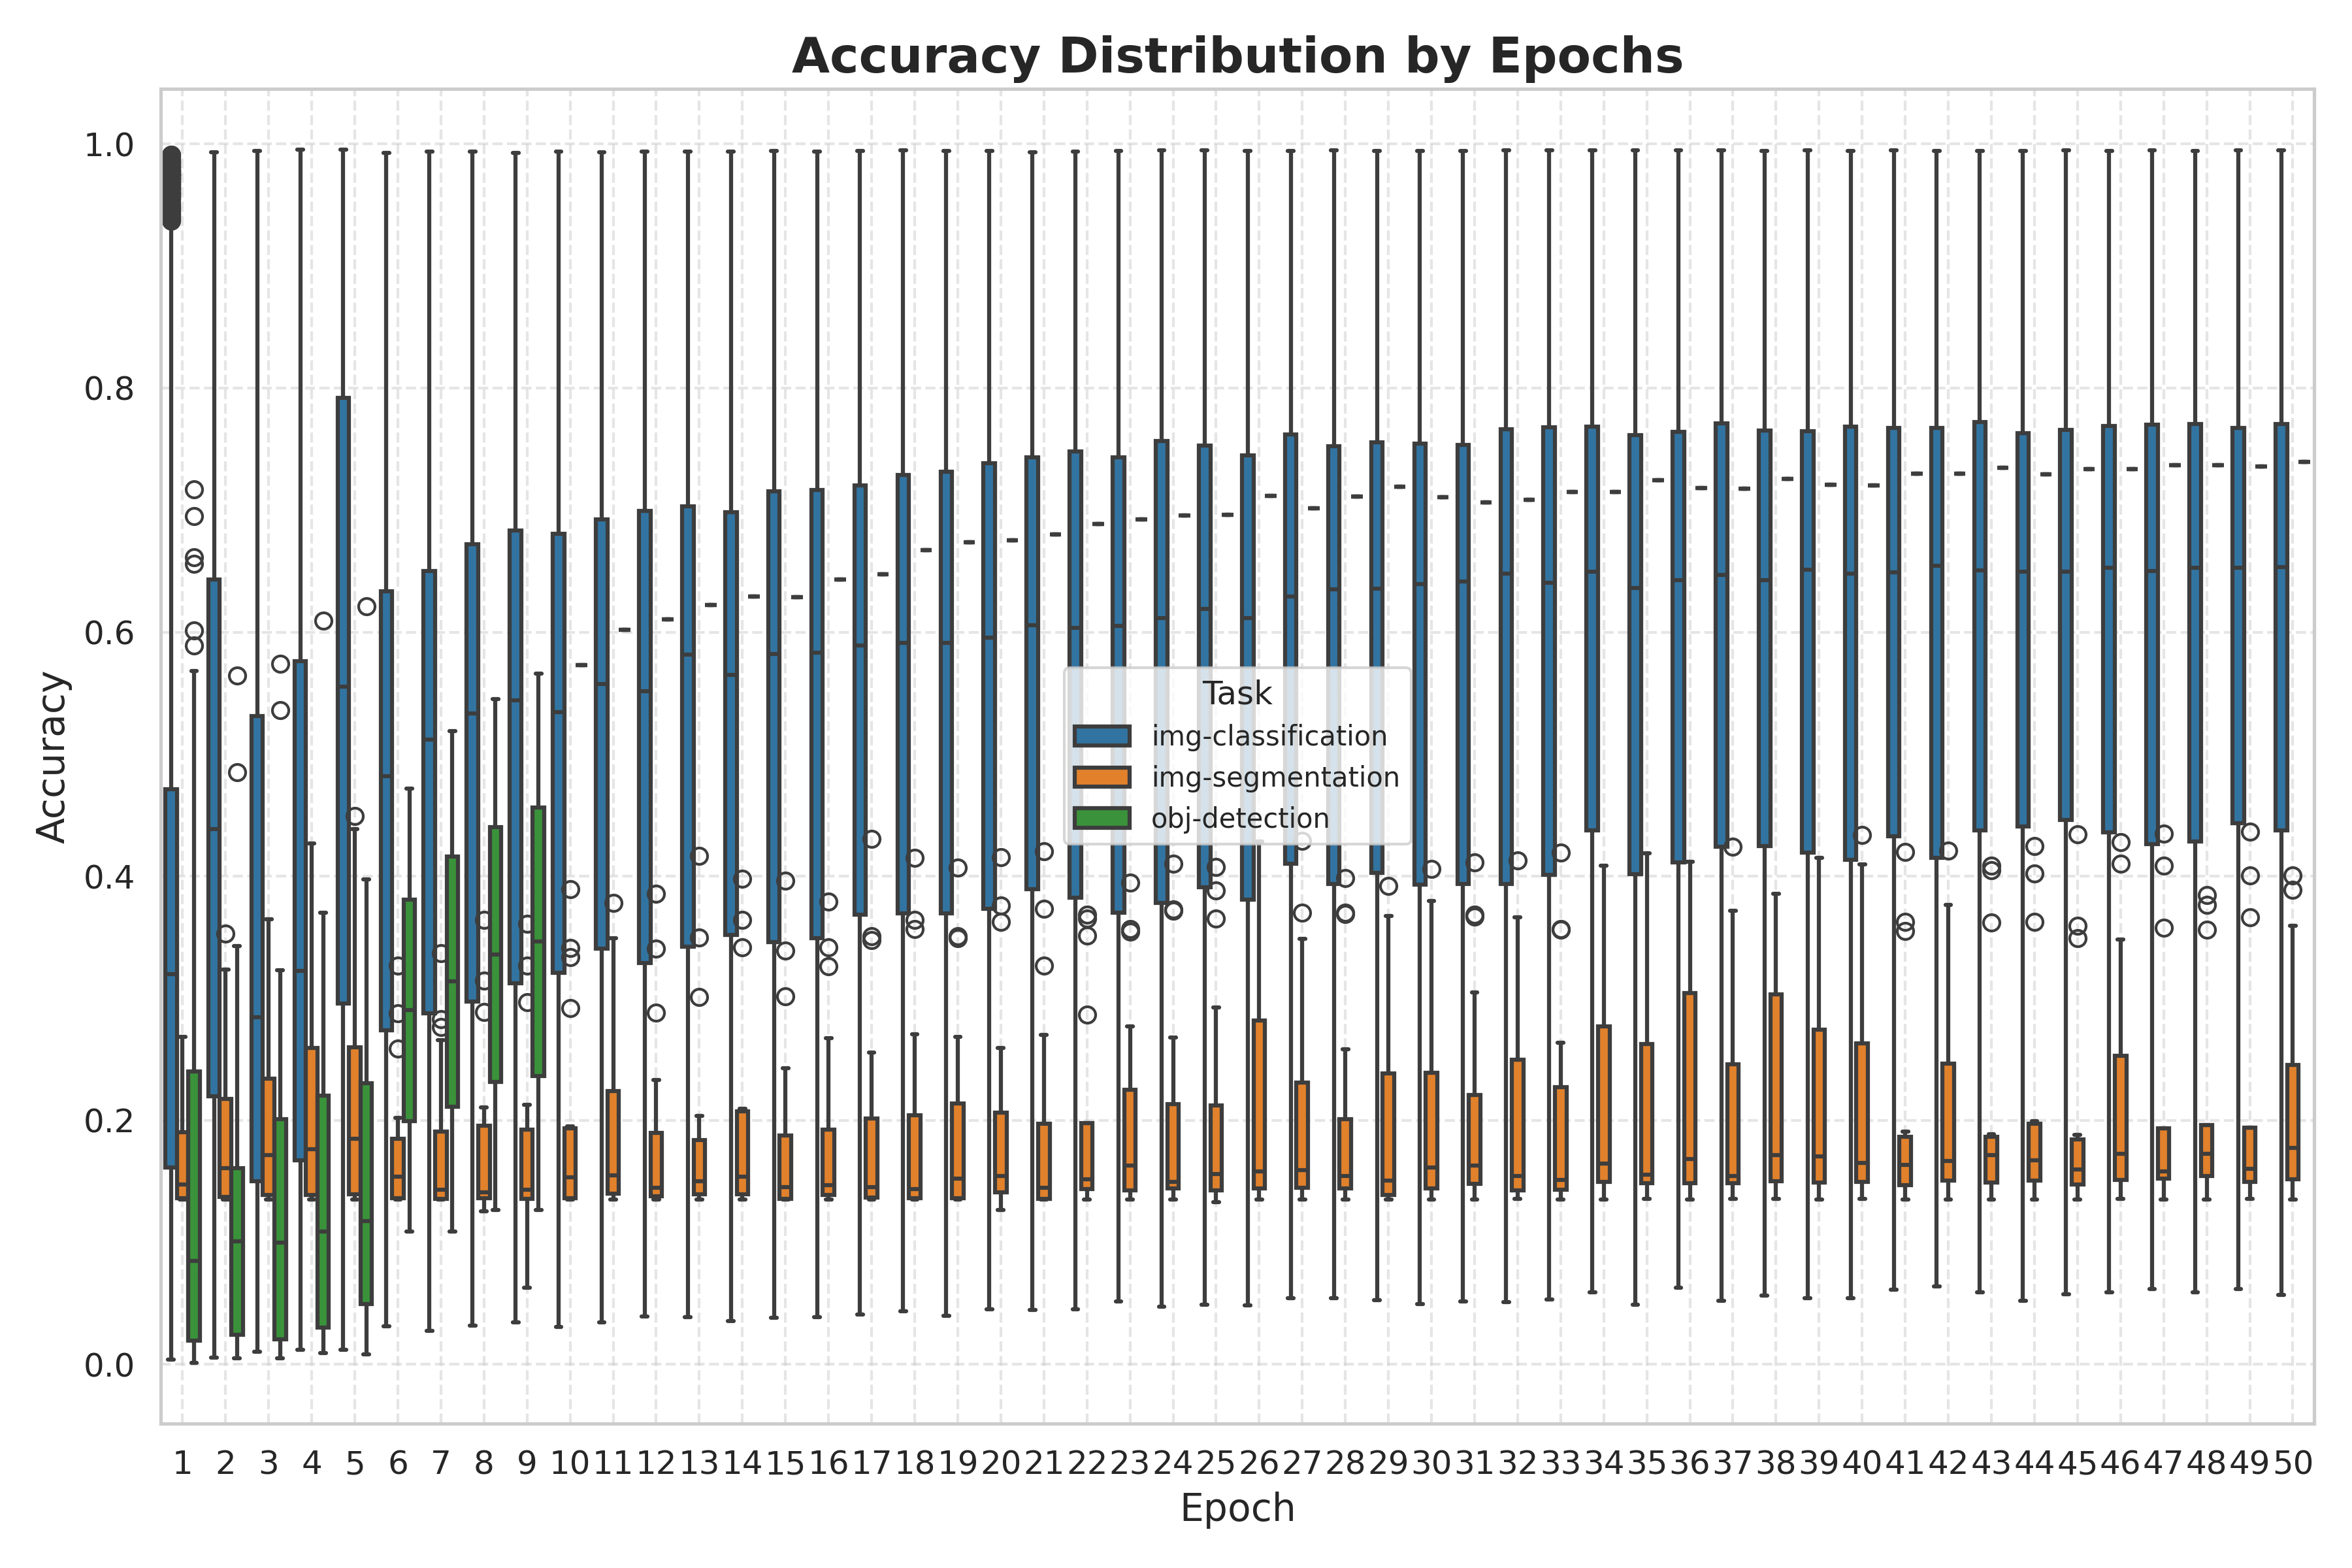 Accuracy Distribution by Epochs
1.0
0.8
0.6
0.4
0.2
0.0
Accuracy
Task
img-classification
img-segmentation
obj-detection
1 2 3 4 5 6 7 8 9 10 11 12 13 14 15 16 17 18 19 20 21 22 23 24 25 26 27 28 29 30 31 32 33 34 35 36 37 38 39 40 41 42 43 44 45 46 47 48 49 50
Epoch